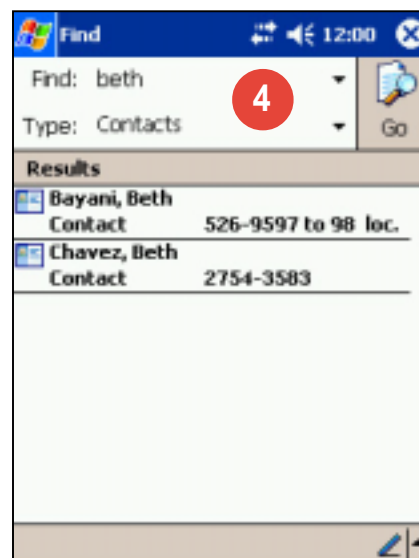 Find 12:00
Find: beth
4
Type: Contacts
Go
Results
Bayani, Beth
Contact 526-9597 to 98 loc.
Chavez, Beth
Contact 2754-3583